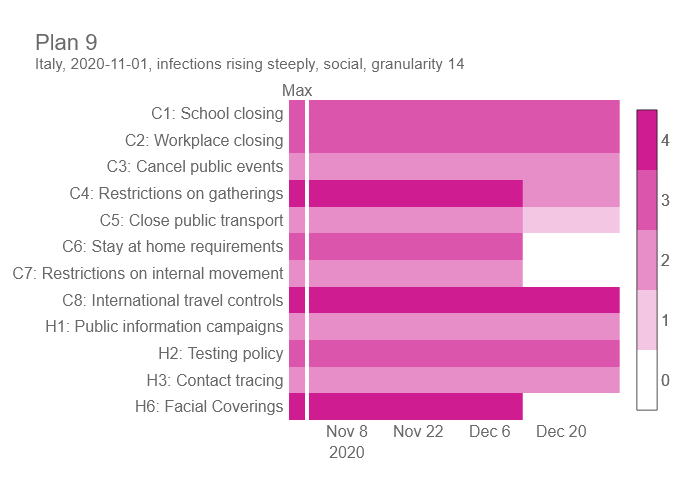 Plan 9
Italy, 2020-11-01, infections rising steeply, social, granularity 14
Max
C1: School closing
C2: Workplace closing
C3: Cancel public events
C4: Restrictions on gatherings
C5: Close public transport
C6: Stay at home requirements
C7: Restrictions on internal movement
C8: International travel controls
H1: Public information campaigns
H2: Testing policy
H3: Contact tracing
H6: Facial Coverings
Nov 8 Nov 22 Dec 6 Dec 20
2020
4
3
2
1
0